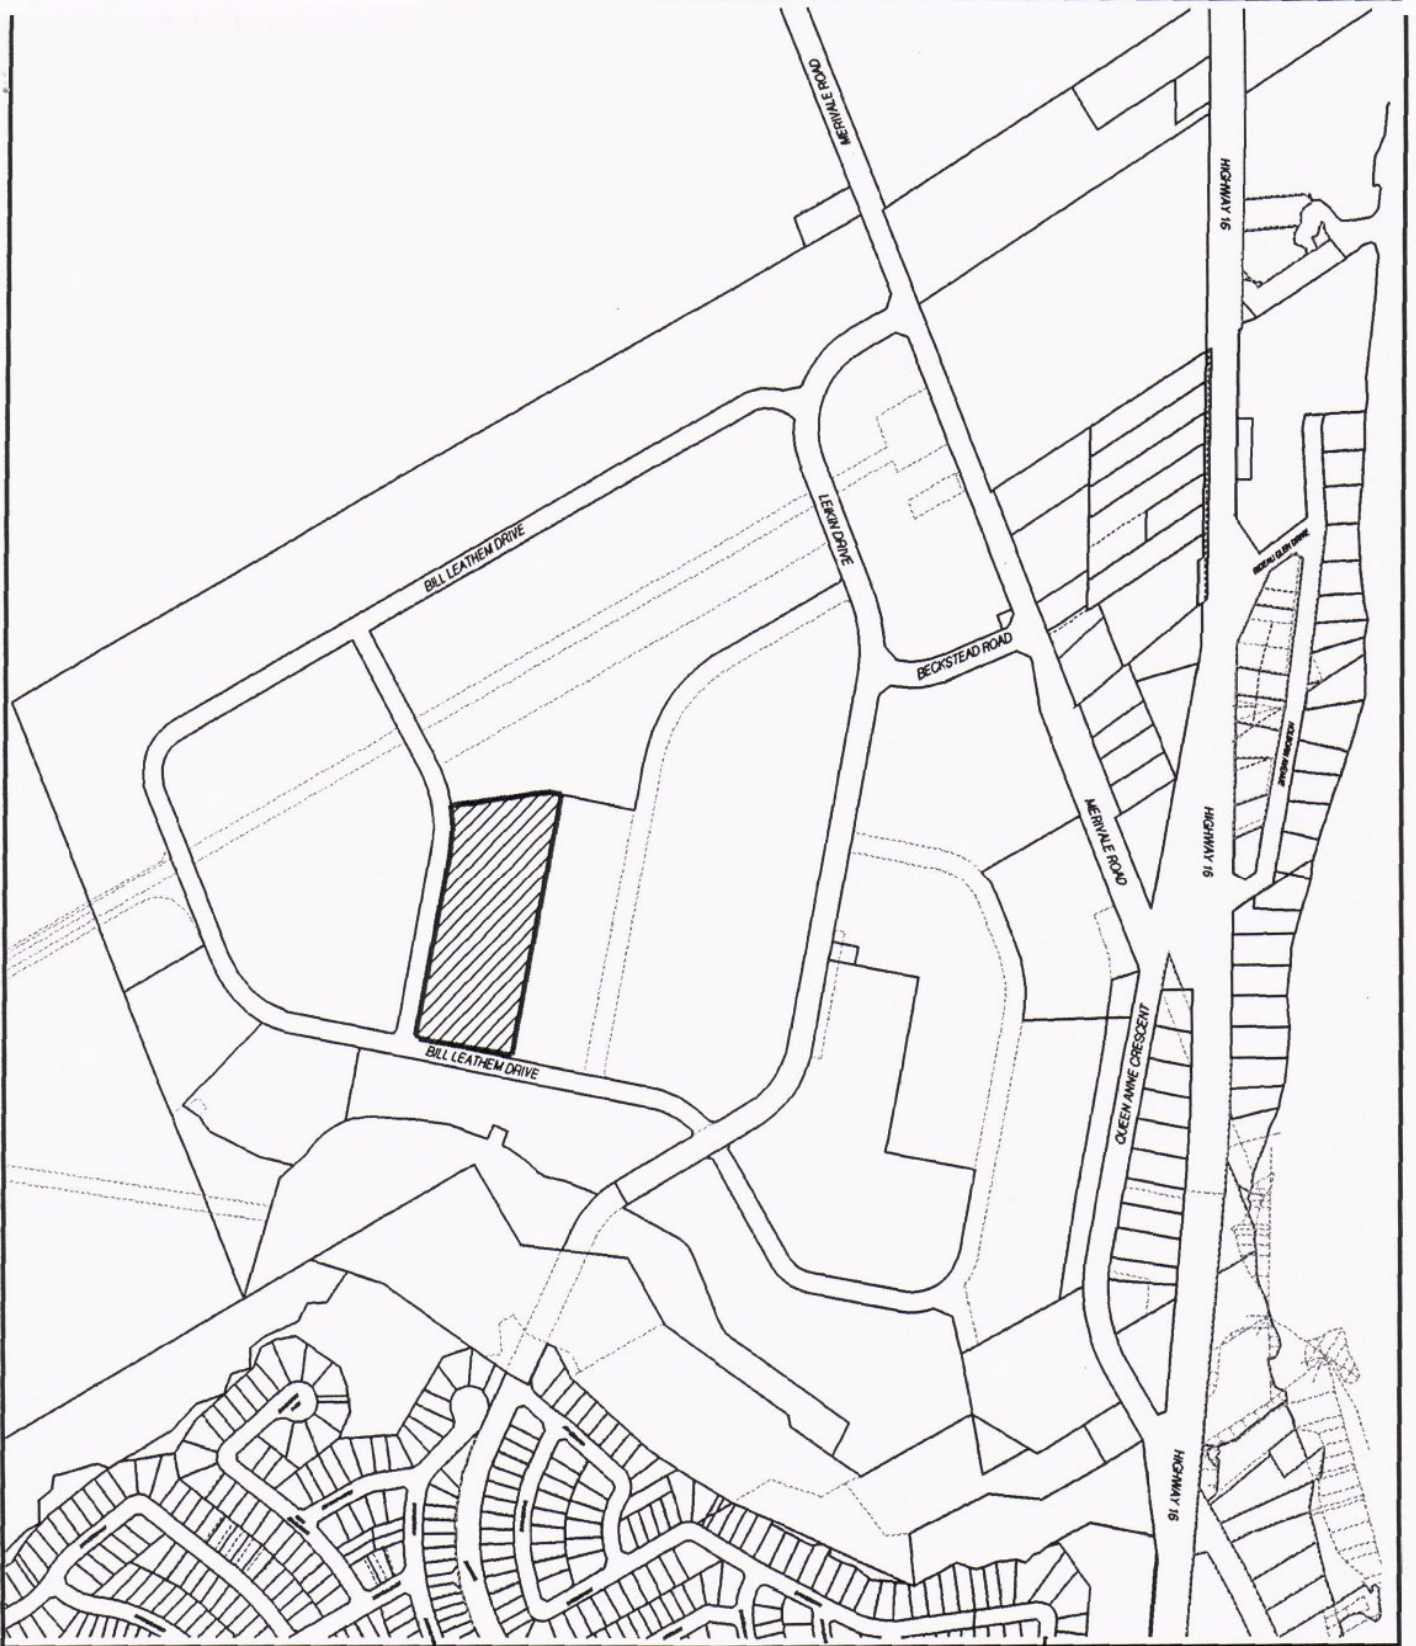 MERIVALE ROAD
HIGHWAY 16
BILL LEATHEM DRIVE
LEIKIN DRIVE
RIDEAU GLEN DRIVE
BECKSTEAD ROAD
MERIVALE ROAD
HIGHWAY 16
QUEEN ANNE CRESCENT
BILL LEATHEM DRIVE
HIGHWAY 16